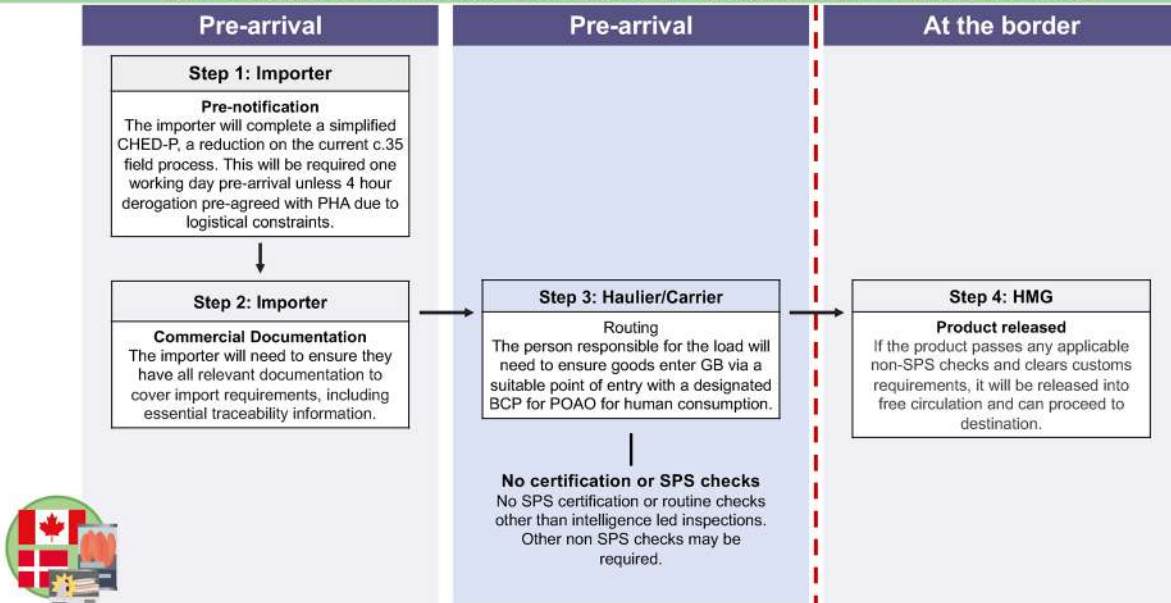 Pre-arrival
Step 1: Importer
Pre-notification
The importer will complete a simplified
CHED-P, a reduction on the current c.35
field process. This will be required one
working day pre-arrival unless 4 hour
derogation pre-agreed with PHA due to
logistical constraints.
Step 2: Importer
Commercial Documentation
The importer will need to ensure they
have all relevant documentation to
cover import requirements, including
essential traceability information.
Pre-arrival
Step 3: Haulier/Carrier
Routing
The person responsible for the load will
need to ensure goods enter GB via a
suitable point of entry with a designated
BCP for POAO for human consumption.
No certification or SPS checks
No SPS certification or routine checks
other than intelligence led inspections.
Other non SPS checks may be
required.
At the border
Step 4: HMG
Product released
If the product passes any applicable
non-SPS checks and clears customs
requirements, it will be released into
free circulation and can proceed to
destination.